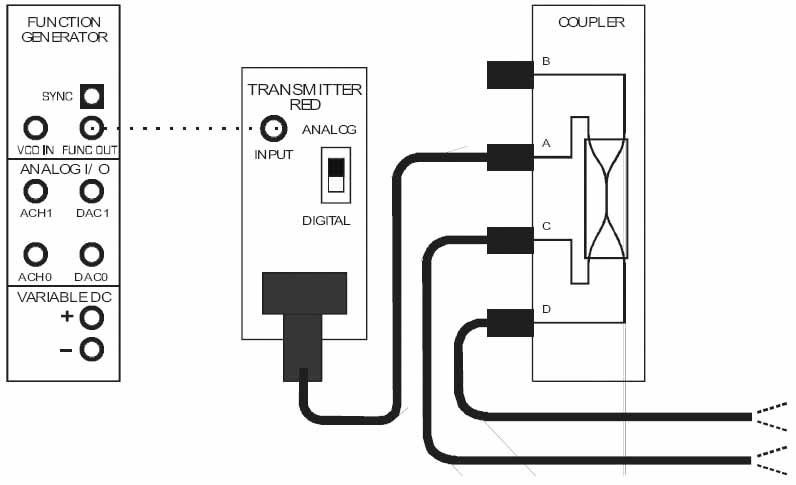 FUNCTION
GENERATOR
SYNC
VCO IN FUNC OUT
ANALOG I/ O
ACH1 DAC1
ACH0 DAC0
VARIABLE DC
+
–
TRANSMITTER
RED
ANALOG
INPUT
DIGITAL
COUPLER
B
A
C
D